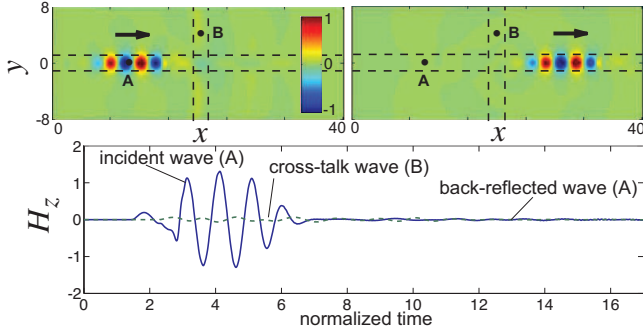 8
y
0
-8
A
B
1
0
-1
0
x
40
A
B
0
x
40
2
1
0
-1
-2
H_z
incident wave (A)
cross-talk wave (B)
back-reflected wave (A)
0 2 4 6 8 10 12 14 16
normalized time